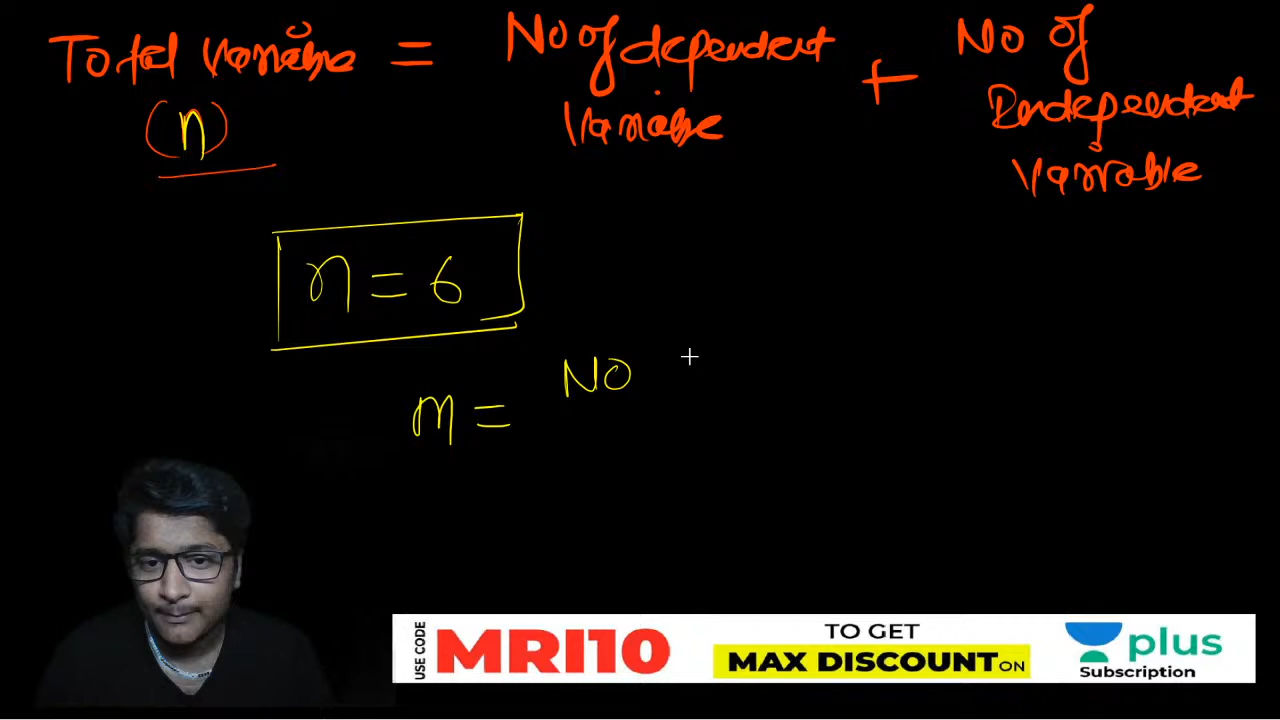 Total Variable = No of dependent Variable + No of Independent Variable
(n)
n = 6
m = NO
USE CODE MRI10 TO GET MAX DISCOUNT ON plus Subscription